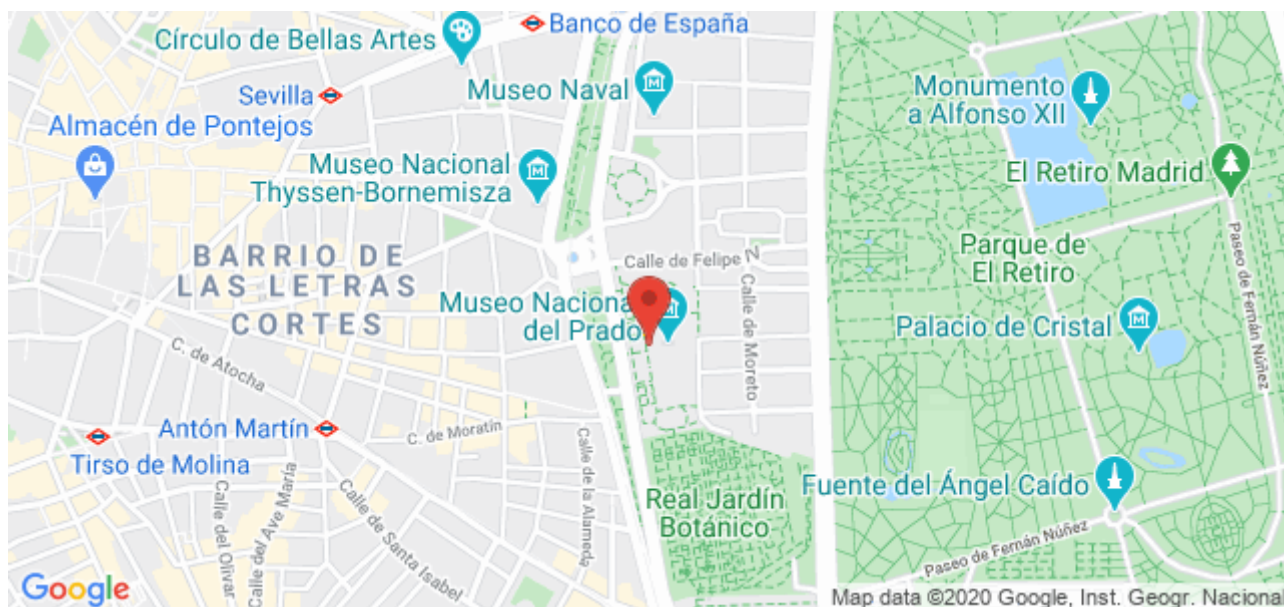 Banco de España
Círculo de Bellas Artes
Museo Naval
Monumento
a Alfonso XII
Sevilla
Almacén de Pontejos
Museo Nacional
Thyssen-Bornemisza
El Retiro Madrid
BARRIO DE
LAS LETRAS
CORTES
Calle de Felipe
Parque de
El Retiro
Paseo de Fernán Núñez
Museo Nacional
del Prado
Calle de Moreto
Palacio de Cristal
C. de Atocha
Antón Martín
C. de Moratín
Tirso de Molina
Calle del Olivar
Calle del Ave María
Calle de Santa Isabel
Calle de la Alameda
Real Jardín
Botánico
Fuente del Ángel Caído
Paseo de Fernán Núñez
Google
Map data ©2020 Google, Inst. Geogr. Naciona